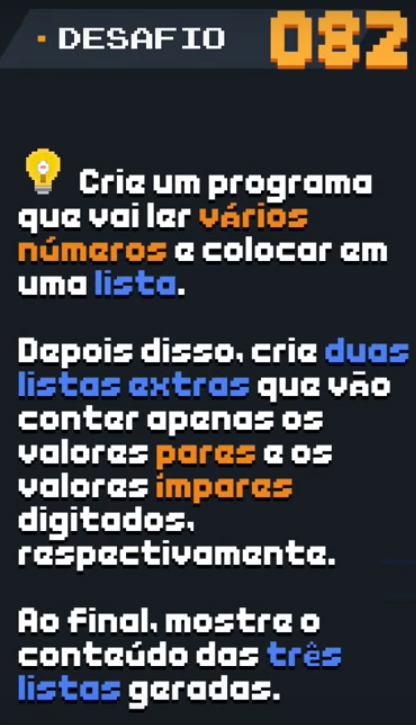 DESAFIO 082
Crie um programa
que vai ler vários
números e colocar em
uma lista.
Depois disso, crie duas
listas extras que vão
conter apenas os
valores pares e os
valores ímpares
digitados,
respectivamente.
Ao final, mostre o
conteúdo das três
listas geradas.